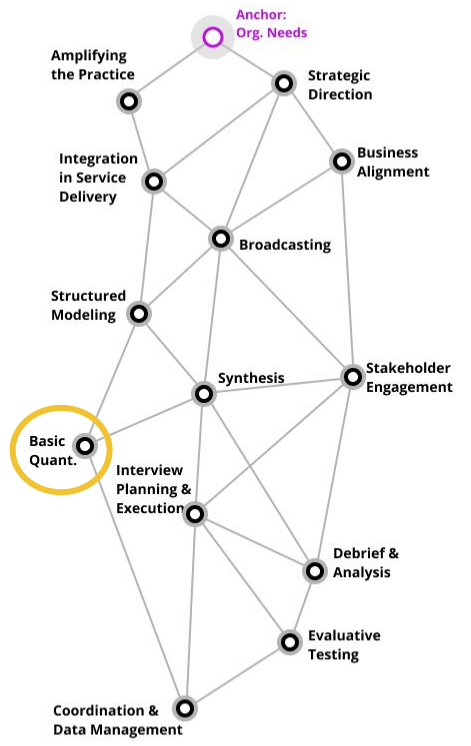 Anchor:
Org. Needs
Amplifying
the Practice
Strategic
Direction
Integration
in Service
Delivery
Business
Alignment
Broadcasting
Structured
Modeling
Synthesis
Stakeholder
Engagement
Basic
Quant.
Interview
Planning &
Execution
Debrief &
Analysis
Evaluative
Testing
Coordination &
Data Management